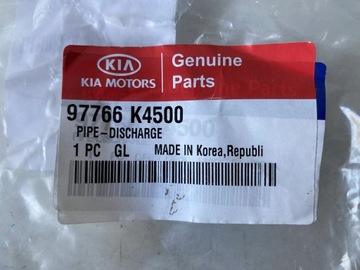 KIA
KIA MOTORS
Genuine
Parts
97766 K4500
PIPE-DISCHARGE
1 PC GL MADE IN Korea,Republi